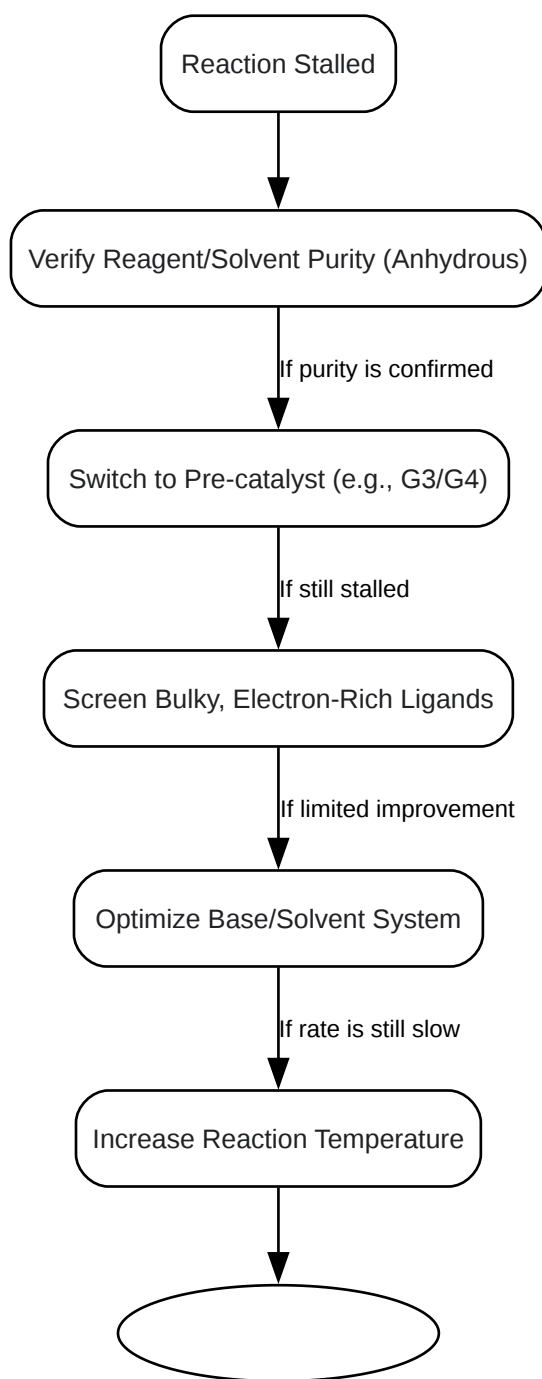 Reaction Stalled
Verify Reagent/Solvent Purity (Anhydrous)
If purity is confirmed
Switch to Pre-catalyst (e.g., G3/G4)
If still stalled
Screen Bulky, Electron-Rich Ligands
If limited improvement
Optimize Base/Solvent System
If rate is still slow
Increase Reaction Temperature